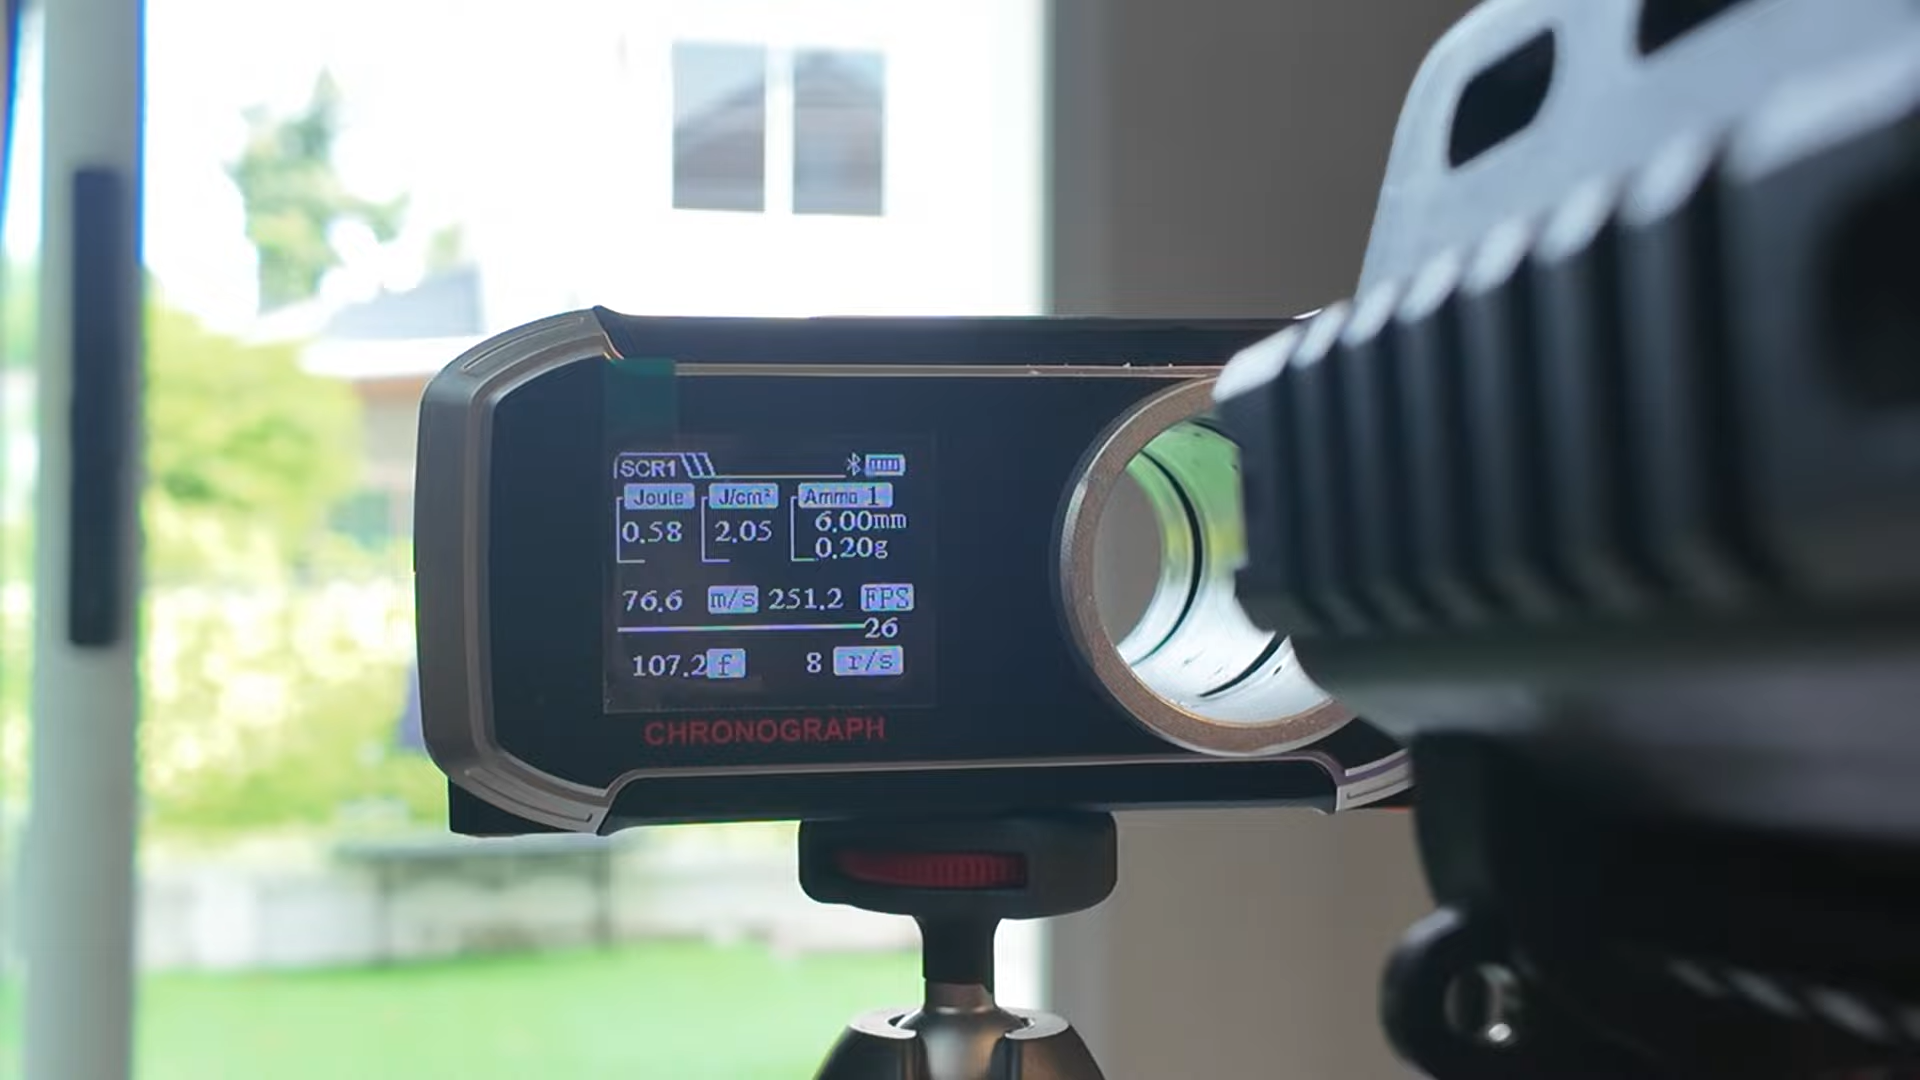 SCR1
Joule J/cm² Ammo 1
0.58 2.05 6.00mm
0.20g
76.6 m/s 251.2 FPS
26
107.2 f 8 r/s
CHRONOGRAPH